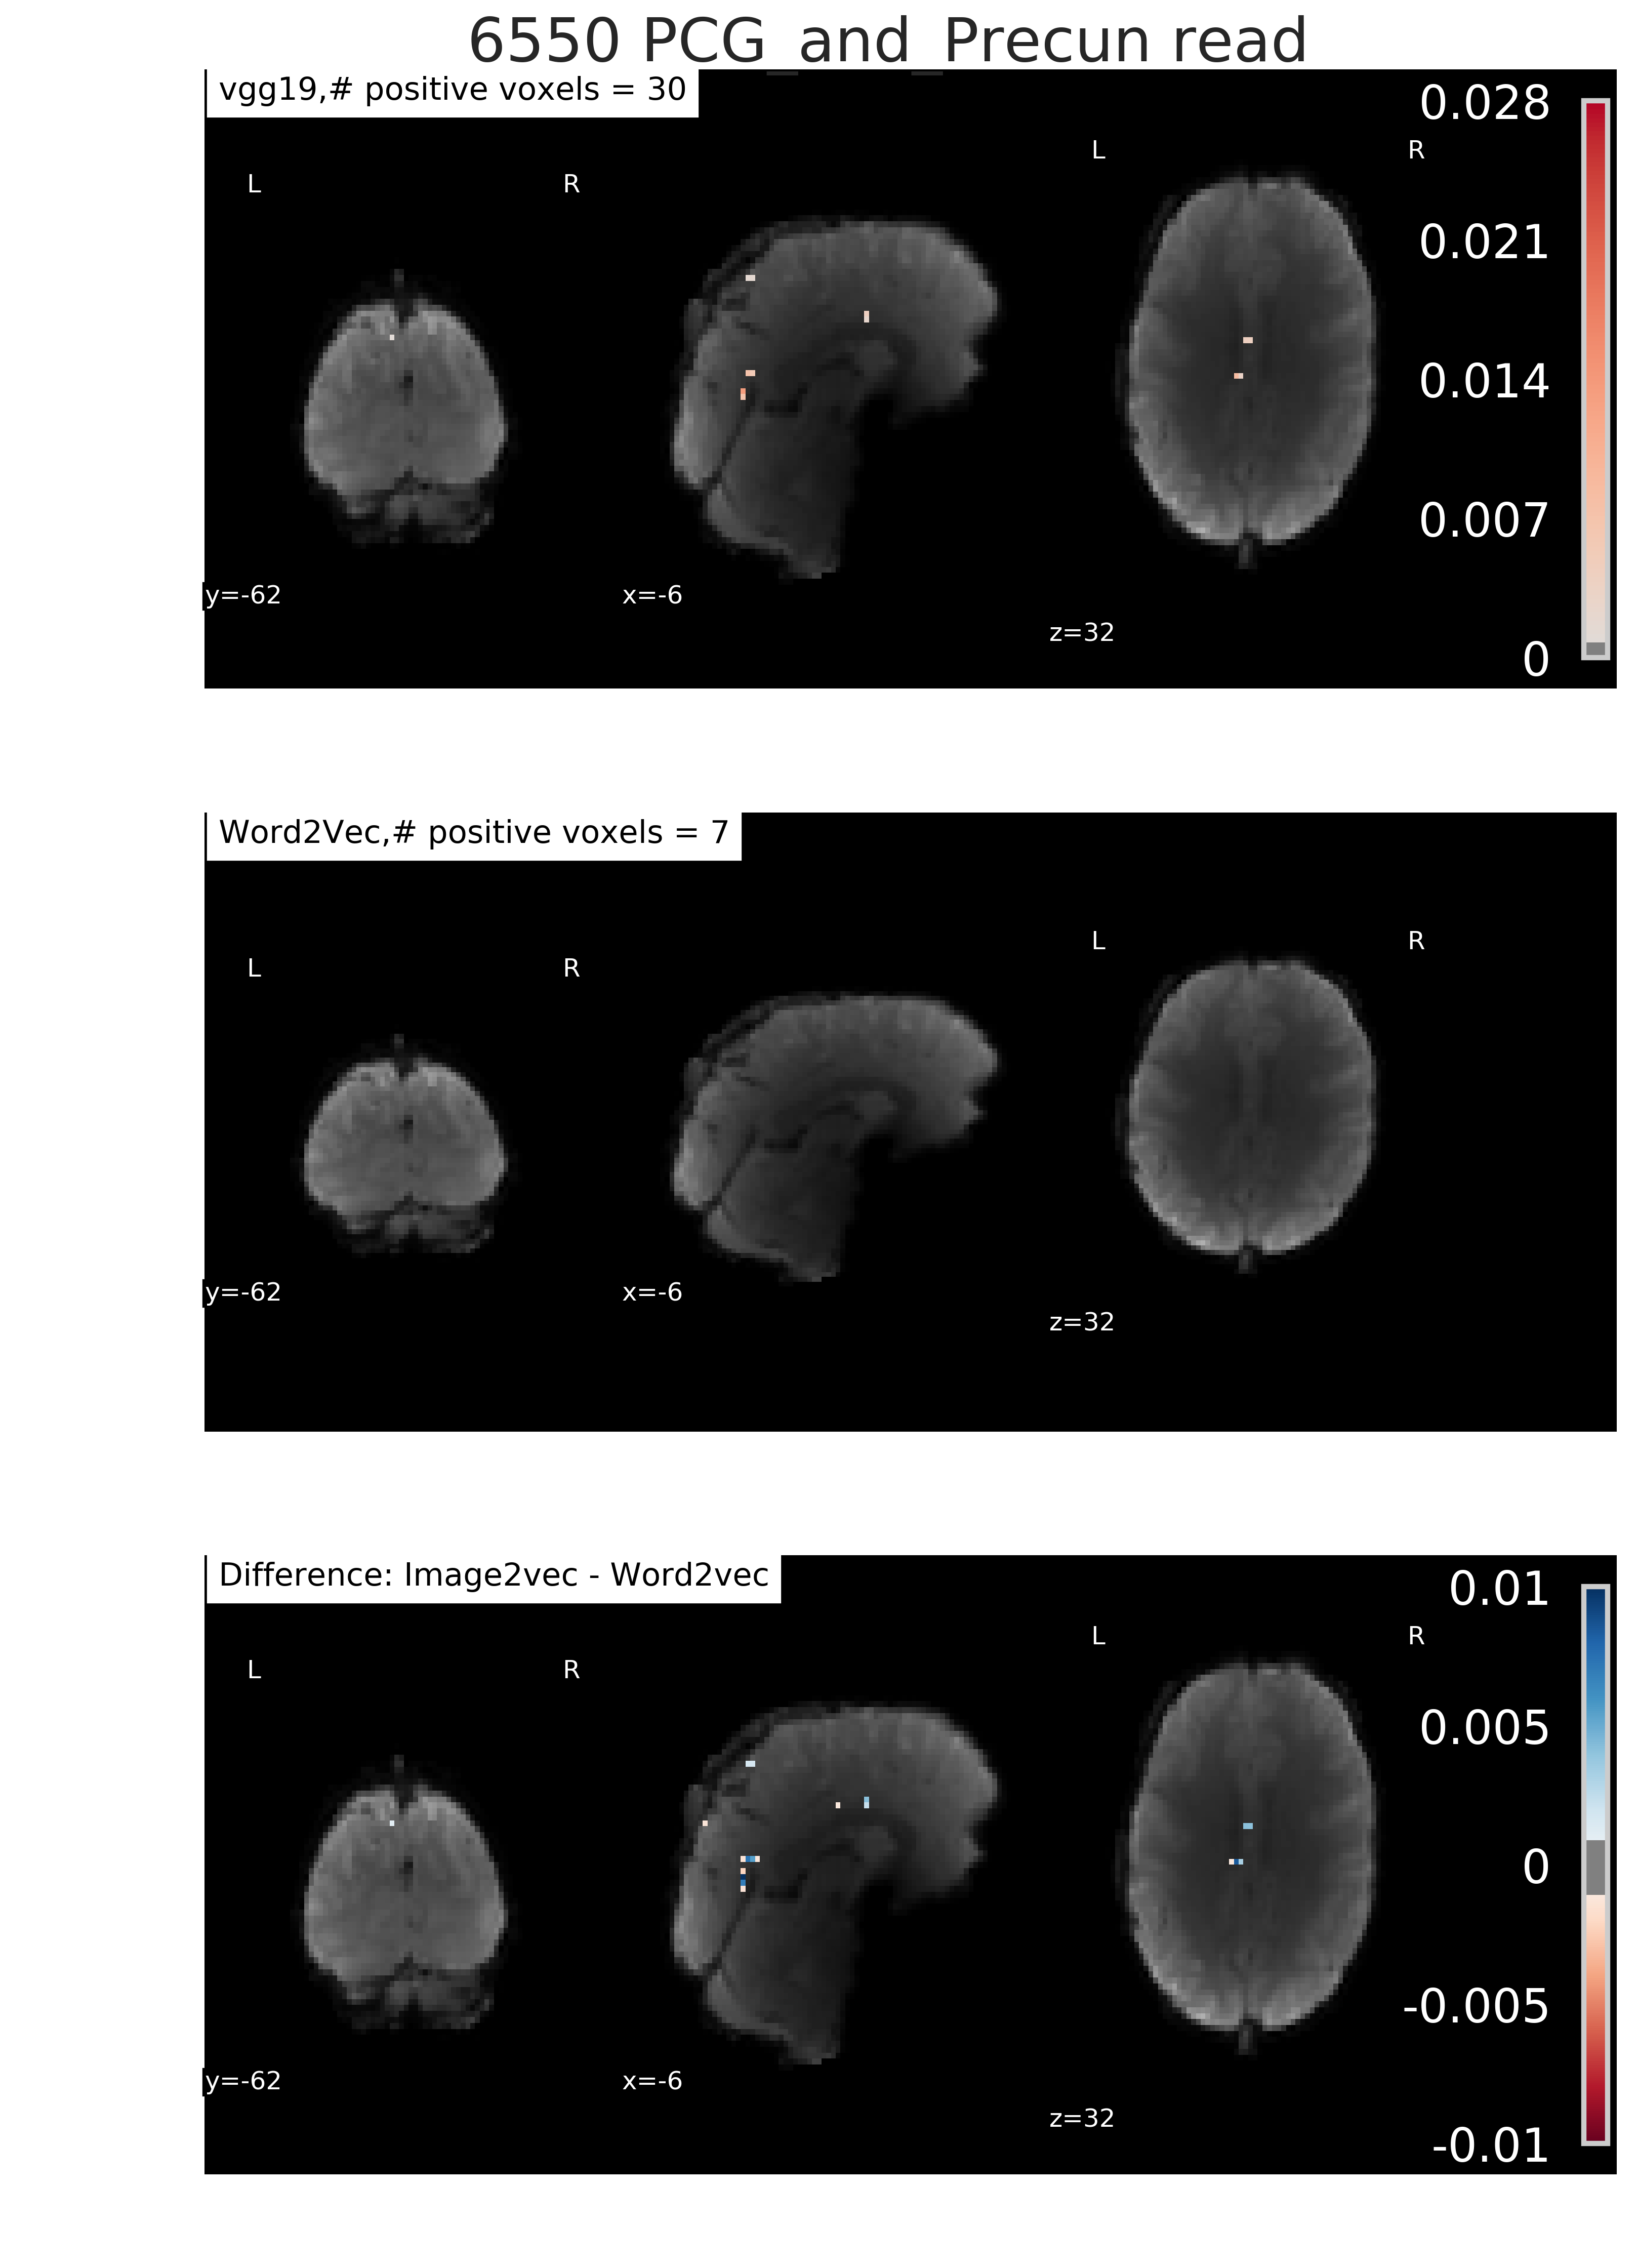 6550 PCG_and_Precun read
vgg19,# positive voxels = 30
0.028
L R
L R
0.021
0.014
0.007
y=-62
x=-6
z=32
0
Word2Vec,# positive voxels = 7
L R
L R
y=-62
x=-6
z=32
Difference: Image2vec - Word2vec
0.01
L R
L R
0.005
0
-0.005
y=-62
x=-6
z=32
-0.01